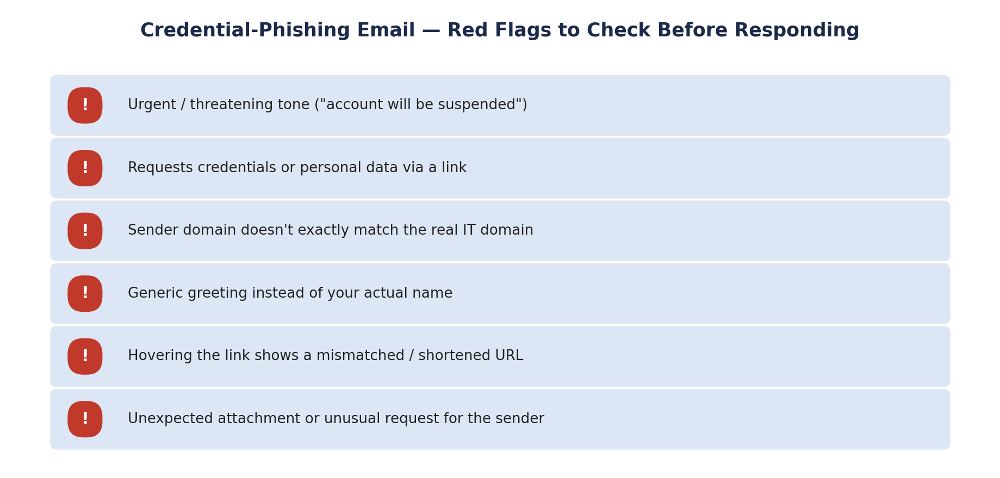 Credential-Phishing Email — Red Flags to Check Before Responding
! Urgent / threatening tone ("account will be suspended")
! Requests credentials or personal data via a link
! Sender domain doesn't exactly match the real IT domain
! Generic greeting instead of your actual name
! Hovering the link shows a mismatched / shortened URL
! Unexpected attachment or unusual request for the sender